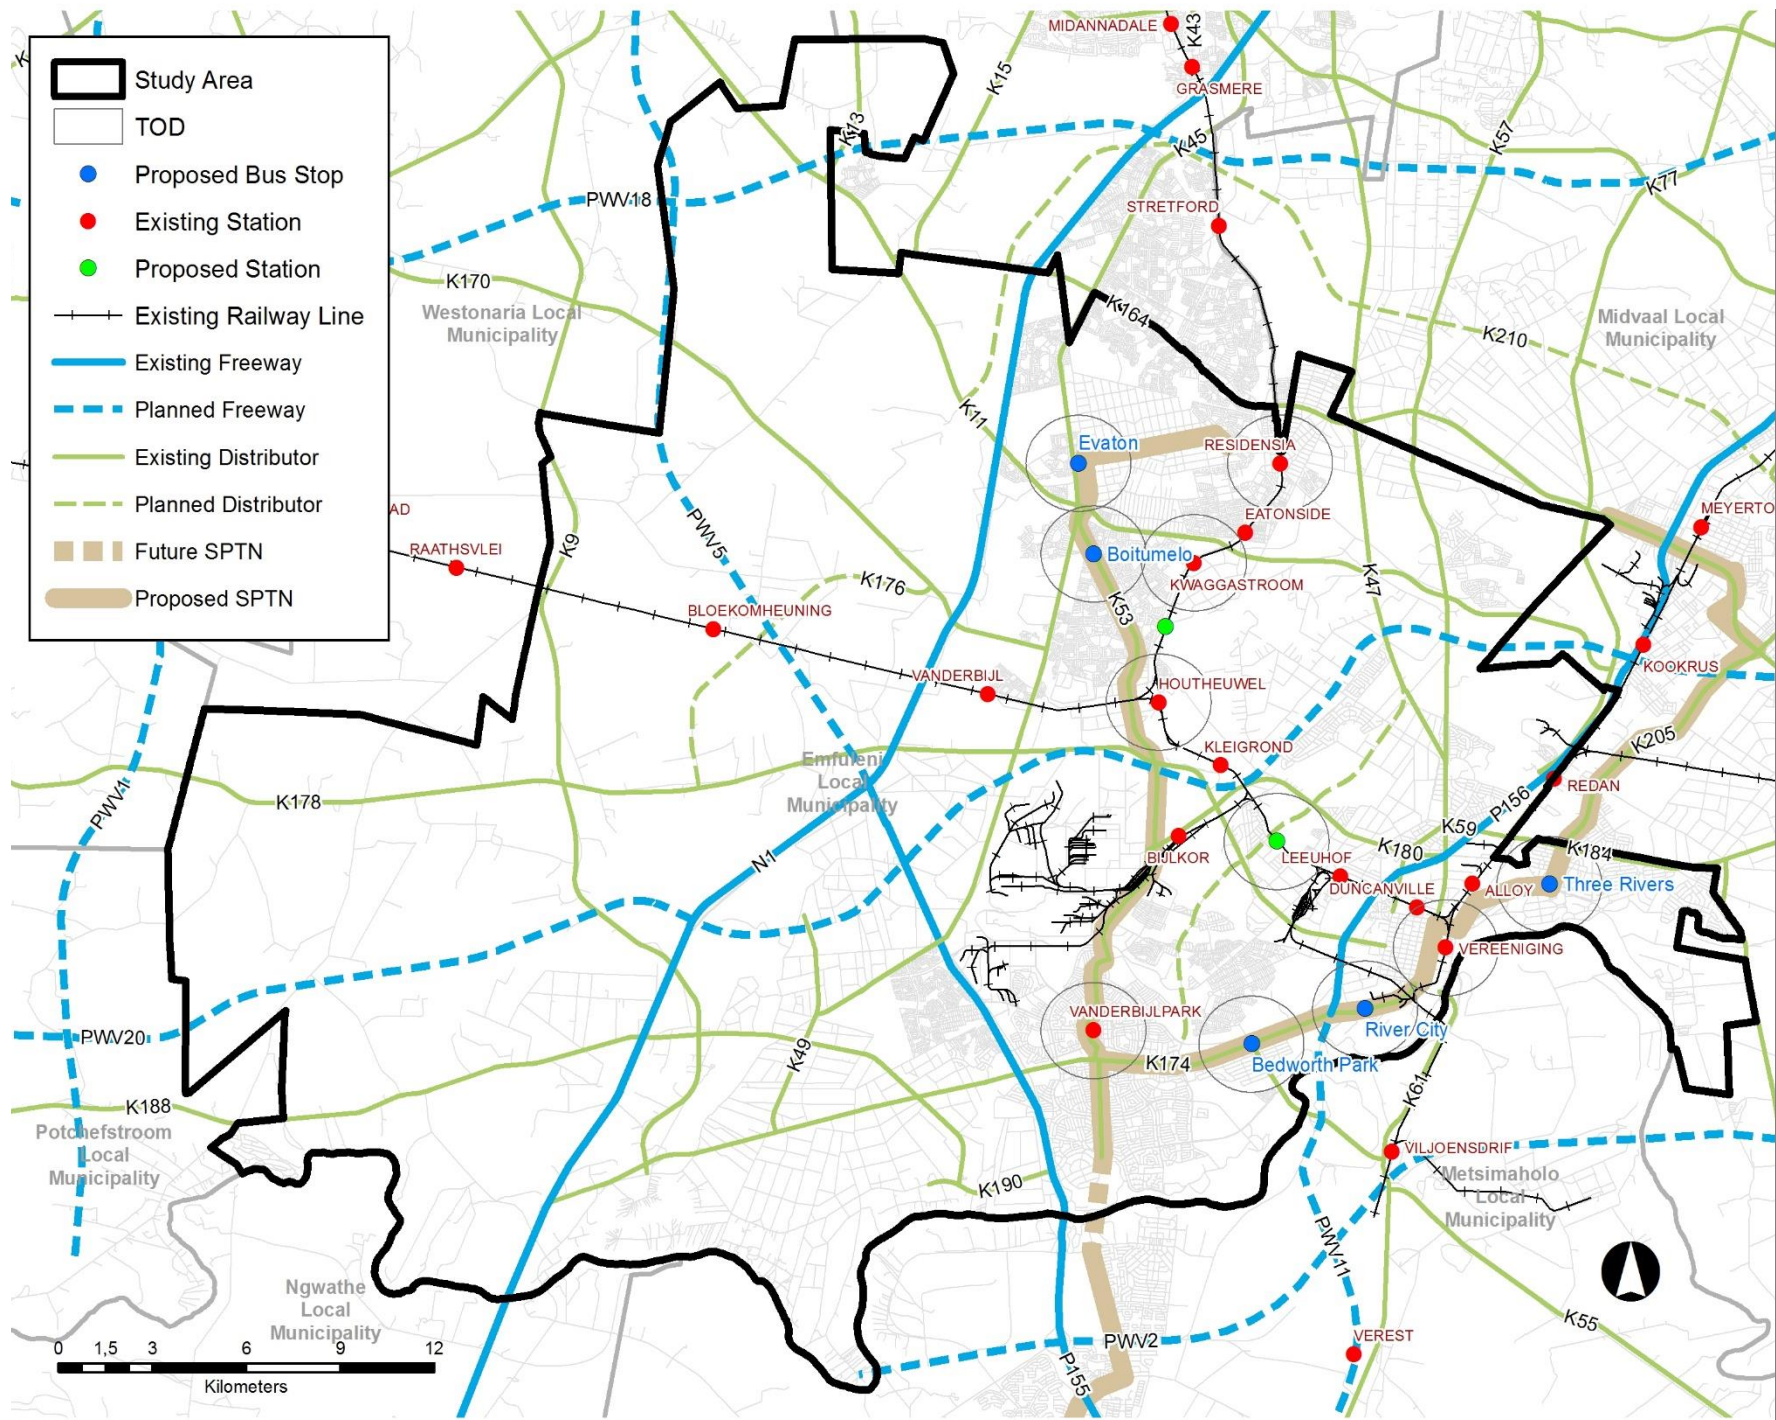 Study Area
TOD
Proposed Bus Stop
Existing Station
Proposed Station
Existing Railway Line
Existing Freeway
Planned Freeway
Existing Distributor
Planned Distributor
Future SPTN
Proposed SPTN
MIDANNADALE
K43
GRASMERE
K15
K13
K45
K57
K77
STRETFORD
PWV18
K170
Westonaria Local
Municipality
K164
Midvaal Local
Municipality
K210
K11
Evaton
RESIDENSIA
AD
RAATHSVLEI
K9
PWV5
EATONSIDE
MEYERTO
Boitumelo
KWAGGASTROOM
K176
K53
K47
BLOEKOMHEUNING
KOOKRUS
VANDERBIJL
HOUTHEUWEL
KLEIGROND
K205
Emfuleni
Local
Municipality
K178
PWV1
REDAN
P156
K59
N1
BIJLKOR
LEEUHOF
K180
K184
DUNCANVILLE
ALLOY
Three Rivers
VEREENIGING
VANDERBIJLPARK
River City
PWV20
K49
K174
Bedworth Park
K61
K188
Potchefstroom
Local
Municipality
VILJOENSDRIF
Metsimaholo
Local
Municipality
K190
PWV11
Ngwathe
Local
Municipality
K55
PWV2
VEREST
P155
0 1,5 3 6 9 12
Kilometers